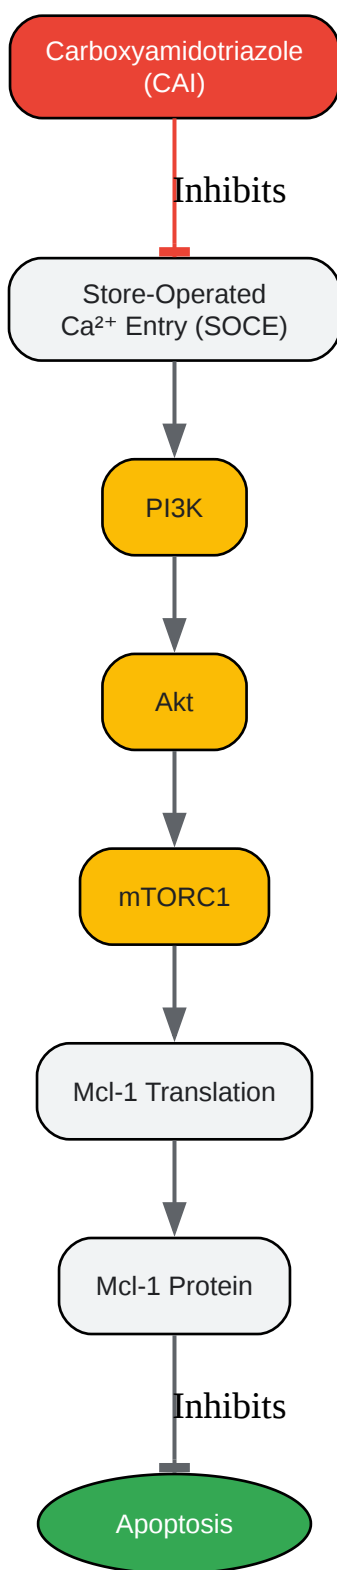 Carboxyamidotriazole
(CAI)
Inhibits
Store-Operated
Ca²⁺ Entry (SOCE)
PI3K
Akt
mTORC1
Mcl-1 Translation
Mcl-1 Protein
Inhibits
Apoptosis